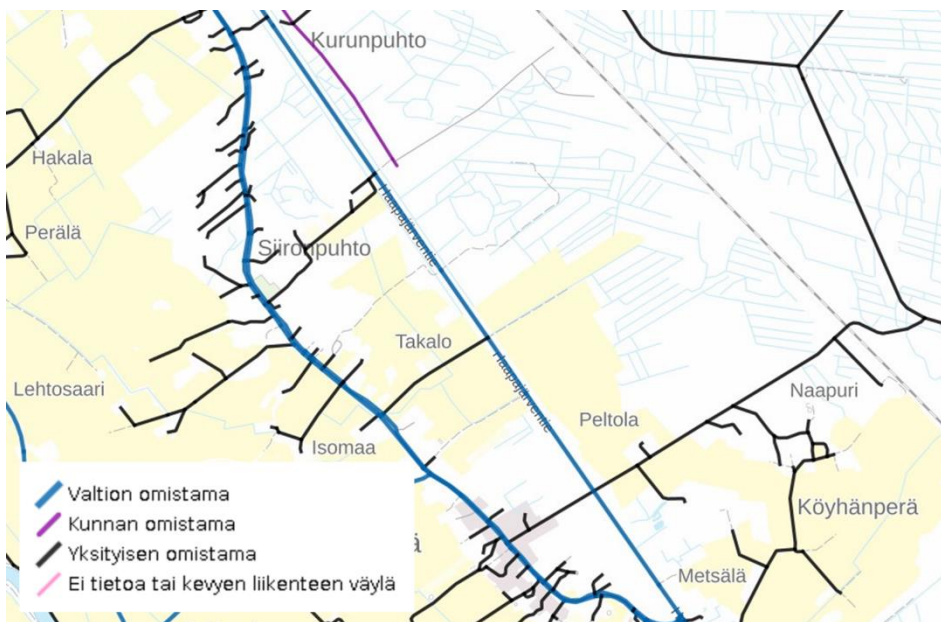 Kurunpuhto
Hakala
Haapajärventie
Perälä
Siironpuhto
Takalo
Haapajärventie
Lehtosaari
Naapuri
Peltola
Isomaa
Köyhänperä
Metsälä
Valtion omistama
Kunnan omistama
Yksityisen omistama
Ei tietoa tai kevyen liikenteen väylä